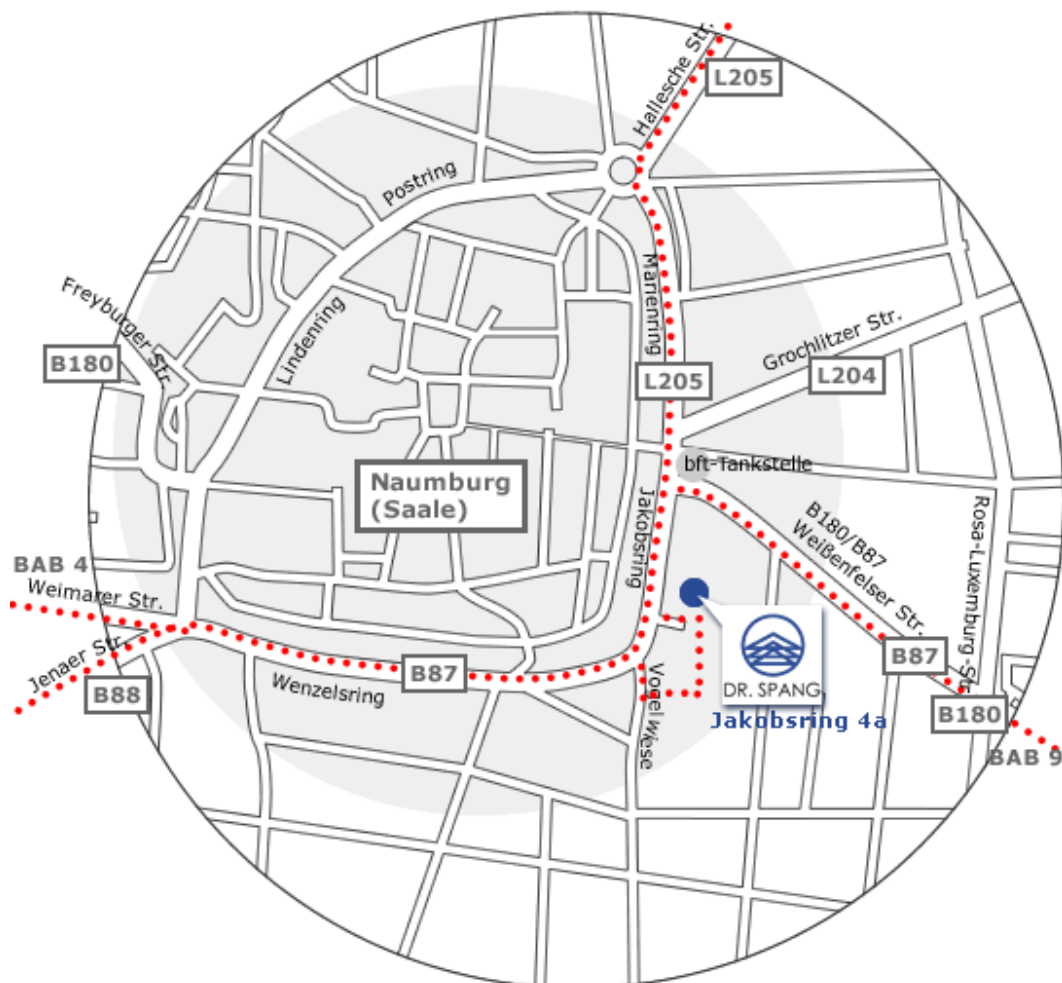 Hallesche Str.
L205
Postring
Marienring
Freyburger Str.
Lindenring
B180
Grochlitzer Str.
L204
L205
bft-Tankstelle
Naumburg
(Saale)
Jakobsring
B180/B87
Weißenfelser Str.
Rosa-Luxemburg-Str.
BAB 4
Weimarer Str.
Jenaer Str.
B88
Wenzelsring
B87
Vogelwiese
DR. SPANG
Jakobsring 4a
B87
B180
BAB 9